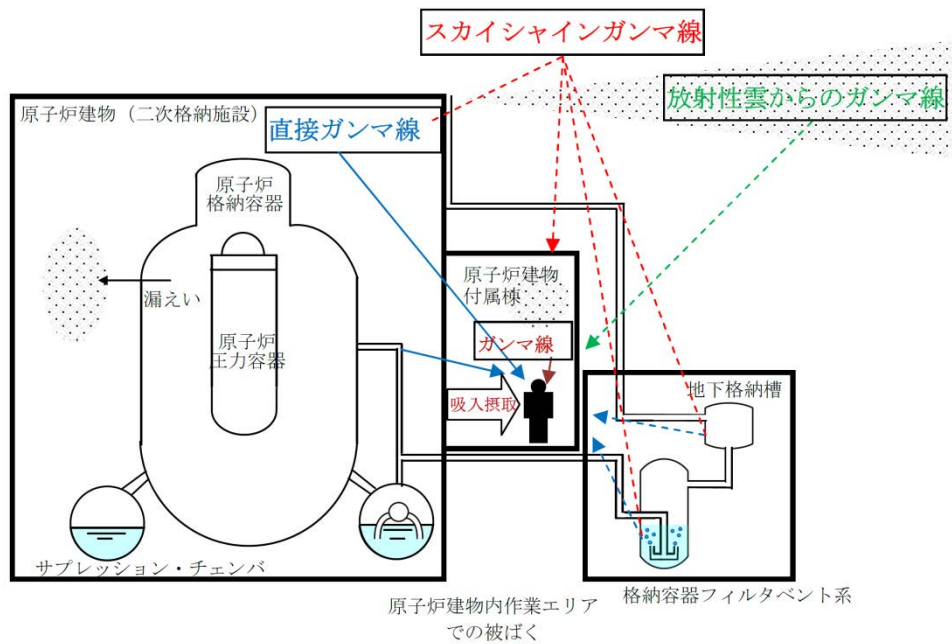 スカイシャインガンマ線
原子炉建物（二次格納施設）
直接ガンマ線
放射性雲からのガンマ線
原子炉
格納容器
原子炉建物
付属棟
漏えい
原子炉
圧力容器
ガンマ線
吸入摂取
地下格納槽
サプレッション・チェンバ
格納容器フィルタベント系
原子炉建物内作業エリア
での被ばく